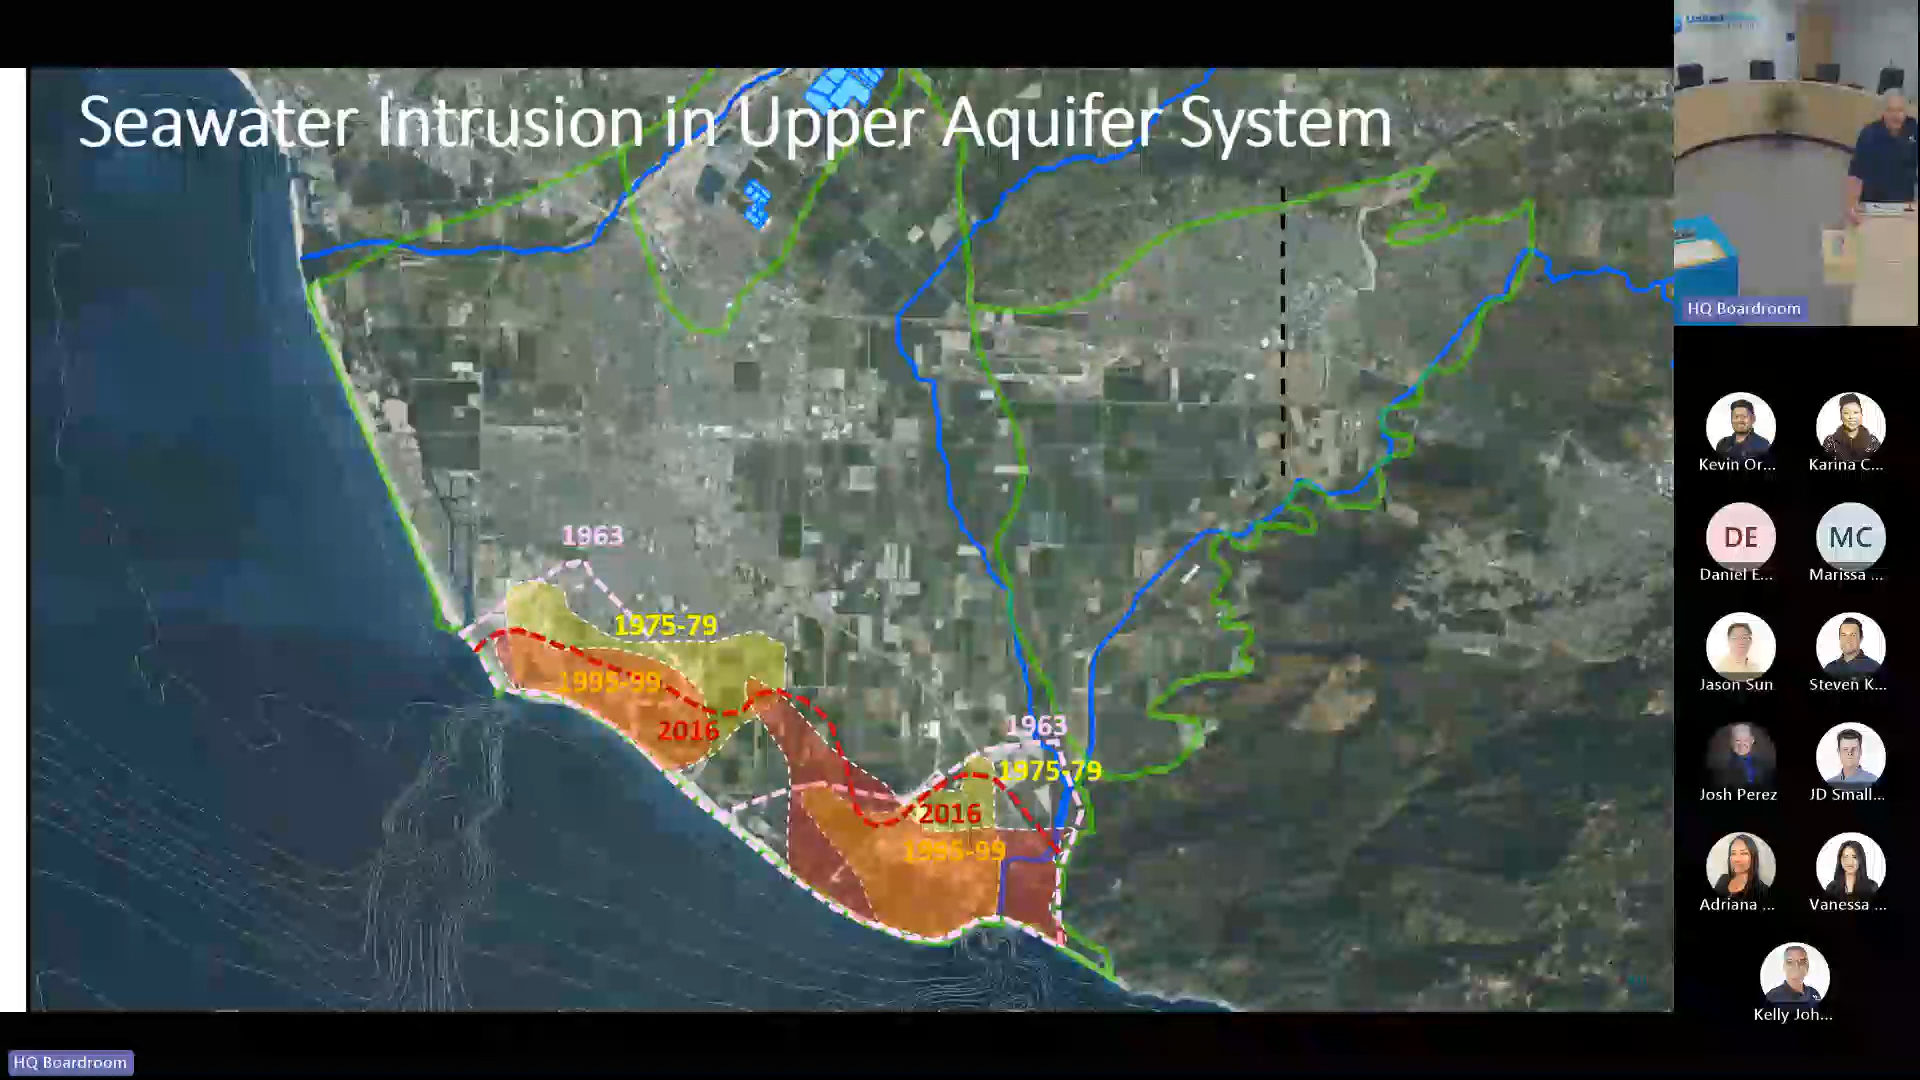 Seawater Intrusion in Upper Aquifer System
1963
1975-79
1995-99
2016
1963
1975-79
2016
1995-99
HQ Boardroom
Kevin Or...
Karina C...
DE
MC
Daniel E...
Marissa ...
Jason Sun
Steven K...
Josh Perez
JD Small...
Adriana ...
Vanessa ...
Kelly Joh...
HQ Boardroom